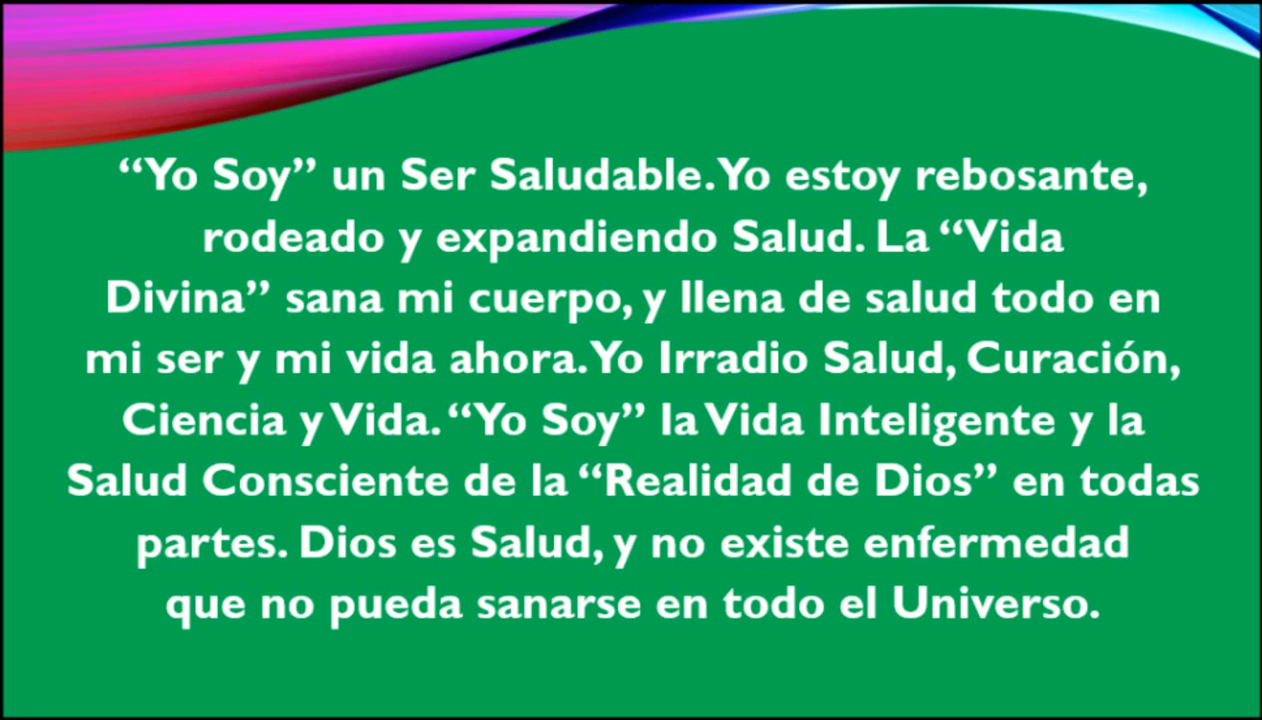 “Yo Soy” un Ser Saludable. Yo estoy rebosante,
rodeado y expandiendo Salud. La “Vida
Divina” sana mi cuerpo, y llena de salud todo en
mi ser y mi vida ahora. Yo Irradio Salud, Curación,
Ciencia y Vida. “Yo Soy” la Vida Inteligente y la
Salud Consciente de la “Realidad de Dios” en todas
partes. Dios es Salud, y no existe enfermedad
que no pueda sanarse en todo el Universo.